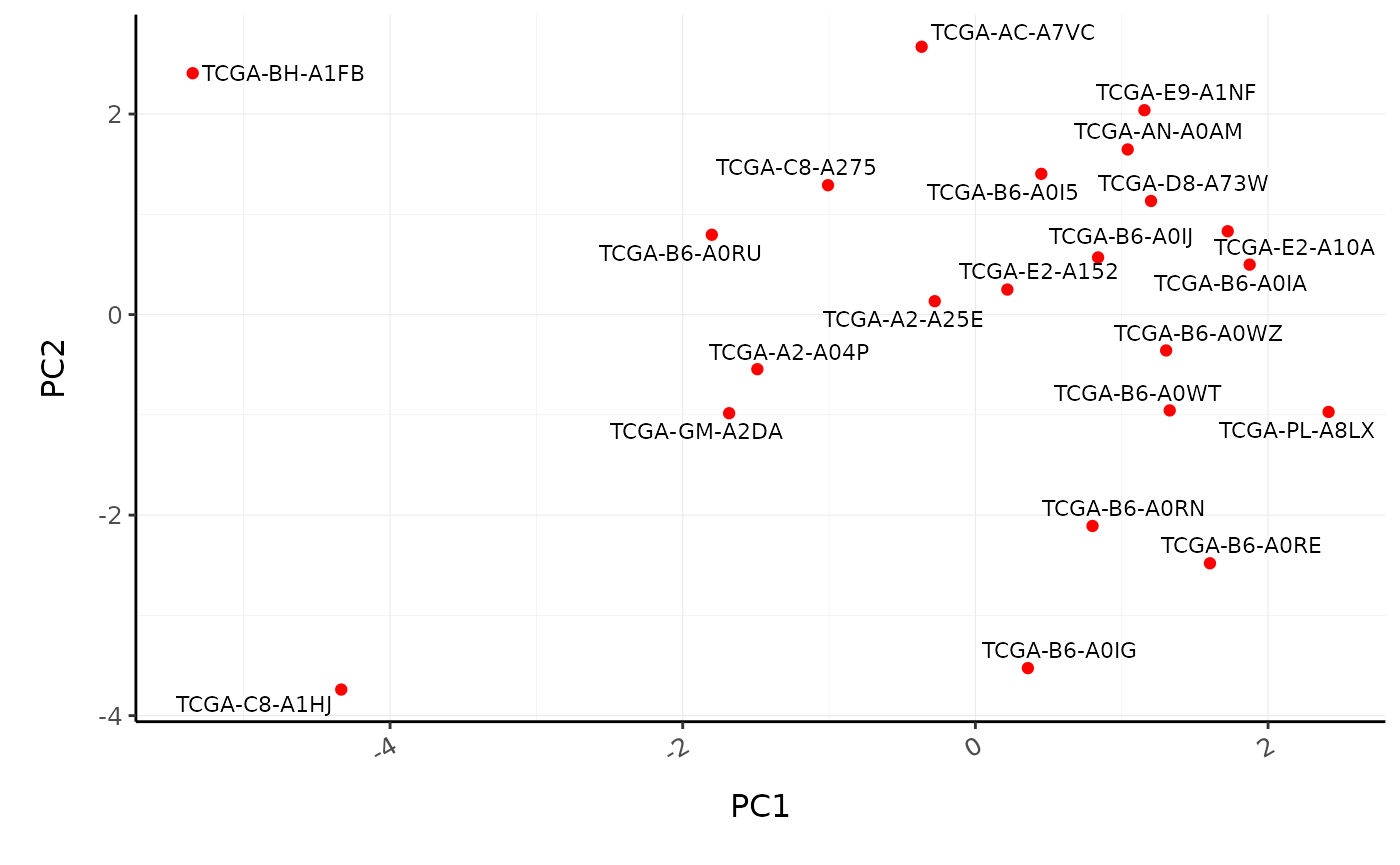 TCGA-AC-A7VC
TCGA-BH-A1FB
TCGA-E9-A1NF
2
TCGA-AN-A0AM
TCGA-C8-A275
TCGA-D8-A73W
TCGA-B6-A0I5
TCGA-B6-A0IJ
TCGA-E2-A10A
TCGA-B6-A0RU
TCGA-E2-A152
TCGA-B6-A0IA
0
TCGA-A2-A25E
TCGA-B6-A0WZ
TCGA-A2-A04P
PC2
TCGA-B6-A0WT
TCGA-GM-A2DA
TCGA-PL-A8LX
TCGA-B6-A0RN
-2
TCGA-B6-A0RE
TCGA-B6-A0IG
TCGA-C8-A1HJ
-4
-4
-2
0
2
PC1